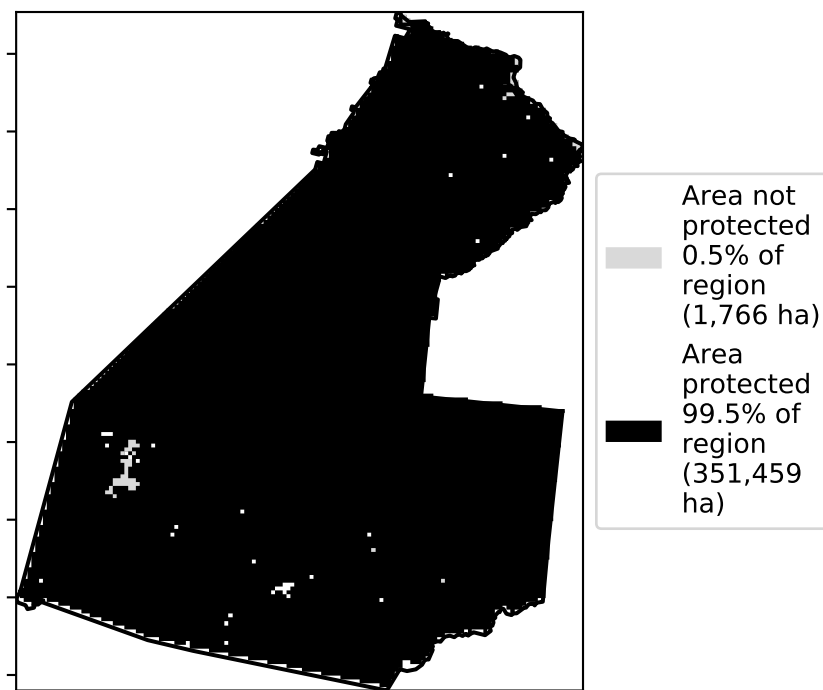 Area not
protected
0.5% of
region
(1,766 ha)
Area
protected
99.5% of
region
(351,459
ha)